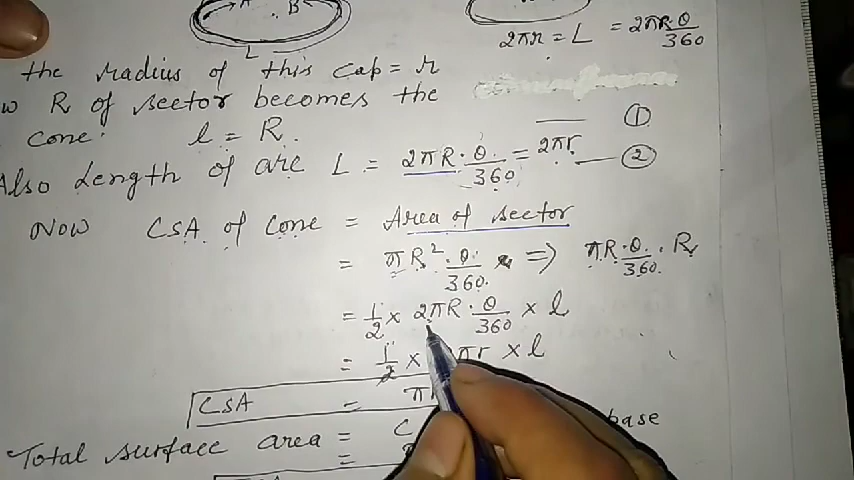 A B
L
2πr = L = 2πR θ/360
the radius of this cap = r
w R of sector becomes the
cone. l = R. ——— ①
Also length of arc L = 2πR · θ/360 = 2πr —— ②
Now CSA of Cone = Area of sector
= πR² · θ/360 ⇒ πR · θ/360 · R
= 1/2 × 2πR · θ/360 × l
= 1/2 × 2πr × l
CSA = π
Total surface area = C base
=